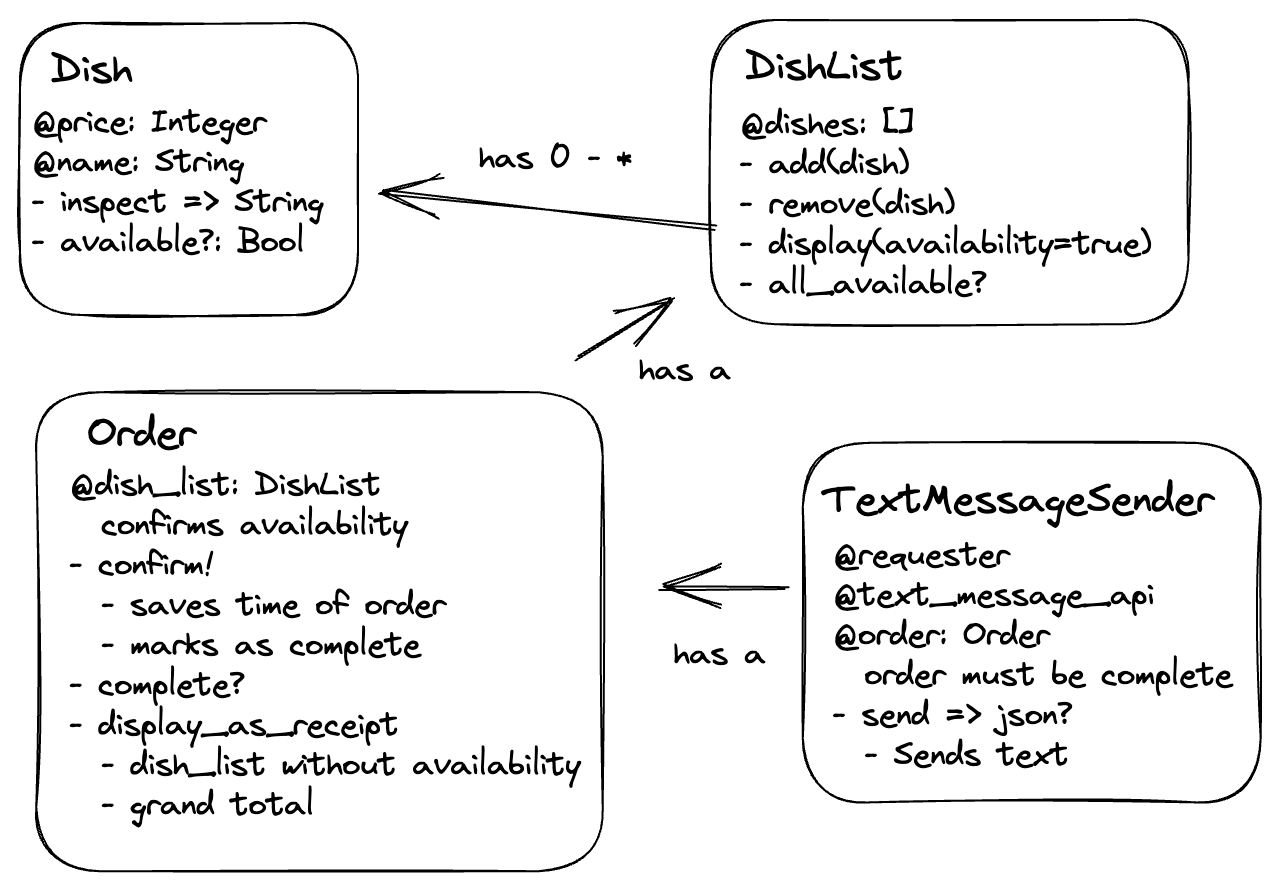 Dish
@price: Integer
@name: String
- inspect => String
- available?: Bool
has 0 - *
DishList
@dishes: []
- add(dish)
- remove(dish)
- display(availability=true)
- all_available?
has a
Order
@dish_list: DishList
confirms availability
- confirm!
- saves time of order
- marks as complete
- complete?
- display_as_receipt
- dish_list without availability
- grand total
has a
TextMessageSender
@requester
@text_message_api
@order: Order
order must be complete
- send => json?
- Sends text